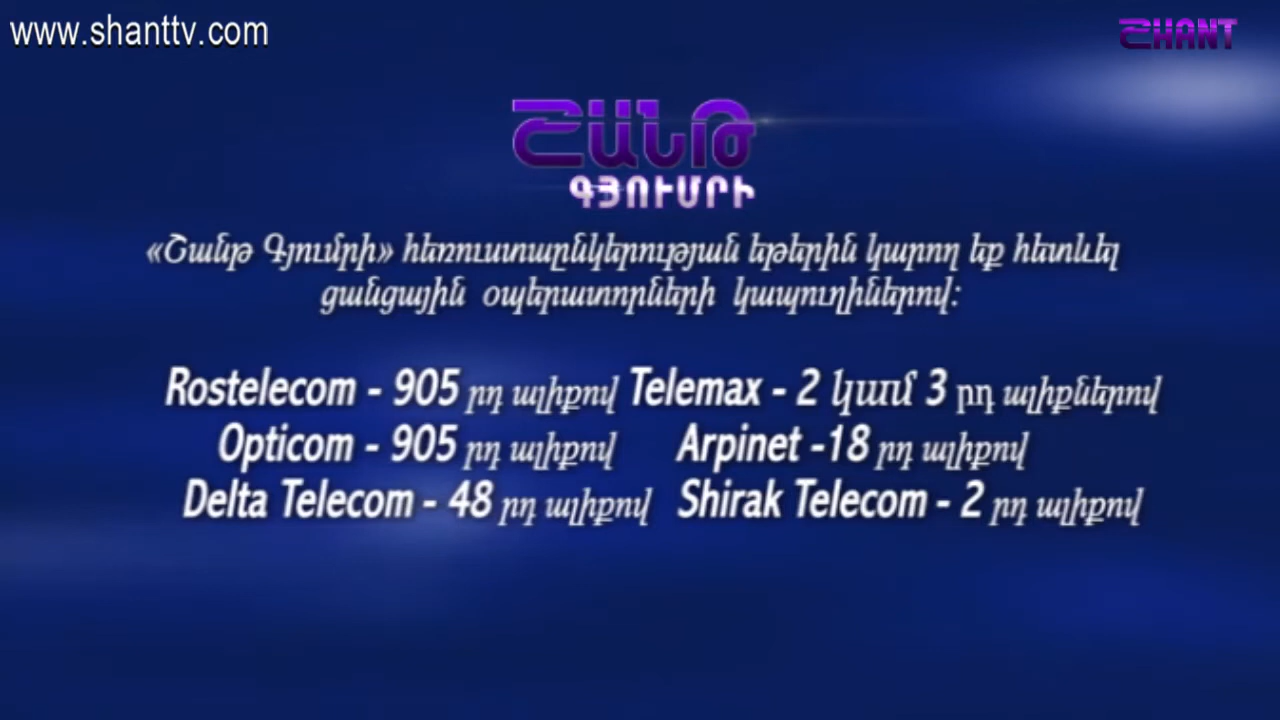 www.shanttv.com
SHANT
Շանթ
ԳՅՈՒՄՐԻ
«Շանթ Գյումրի» հեռուստաընկերության եթերին կարող եք հետևել
ցանցային օպերատորների կապուղիներով:
Rostelecom - 905 րդ ալիքով Telemax - 2 կամ 3 րդ ալիքներով
Opticom - 905 րդ ալիքով Arpinet -18 րդ ալիքով
Delta Telecom - 48 րդ ալիքով Shirak Telecom - 2 րդ ալիքով